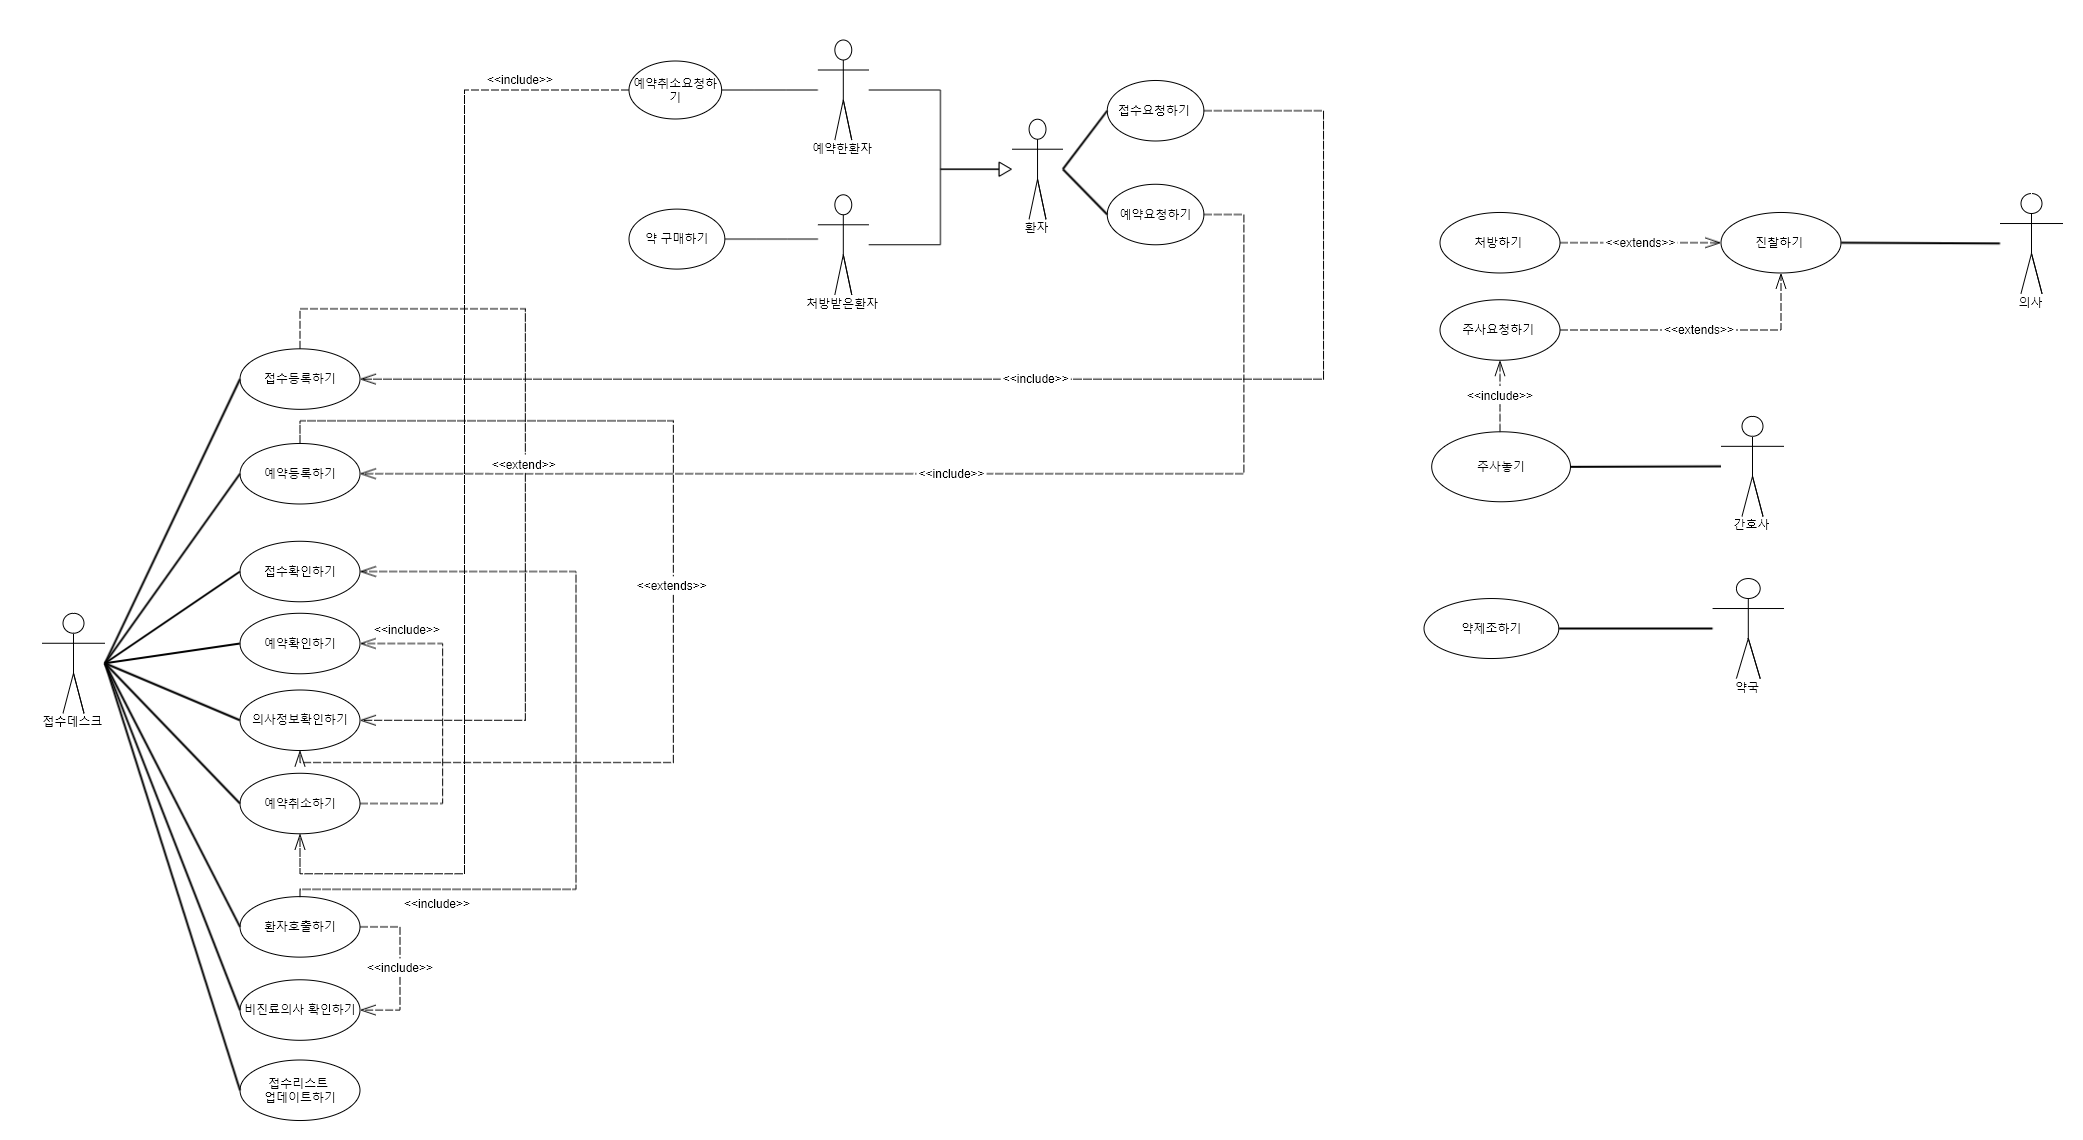 <<include>>
예약취소요청하
기
예약한환자
접수요청하기
환자
예약요청하기
약 구매하기
처방받은환자
처방하기
<<extends>>
진찰하기
의사
주사요청하기
<<extends>>
접수등록하기
<<include>>
<<include>>
<<extend>>
예약등록하기
<<include>>
주사놓기
간호사
접수확인하기
<<extends>>
<<include>>
예약확인하기
약제조하기
약국
접수데스크
의사정보확인하기
예약취소하기
<<include>>
환자호출하기
<<include>>
비진료의사 확인하기
접수리스트
업데이트하기